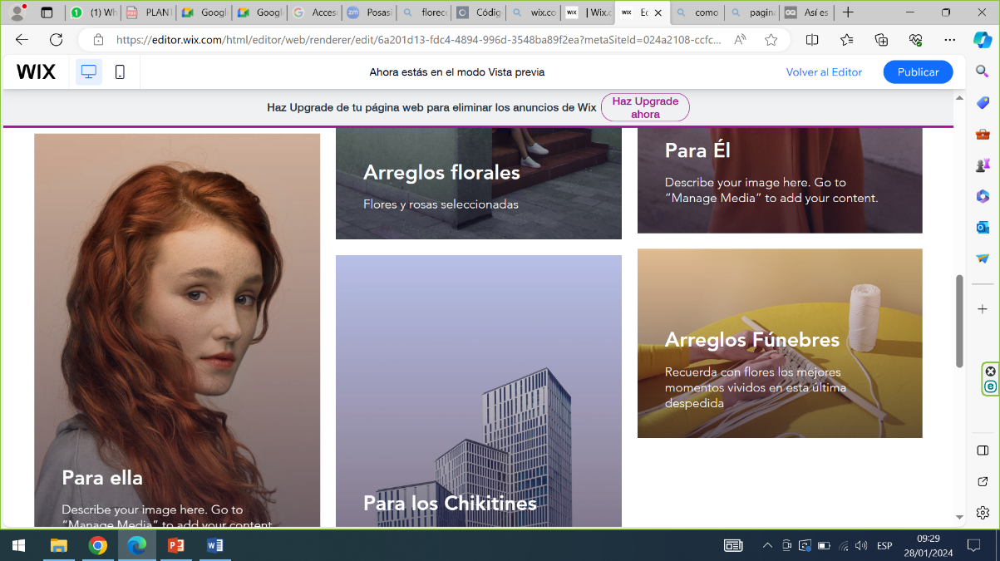 (1) Wh
PLANT
Googl
Googl
Acces
Posas
florec
Códig
wix.co
| Wix.c
Ec
como
pagina
Así es
https://editor.wix.com/html/editor/web/renderer/edit/6a201d13-fdc4-4894-996d-3548ba89f2ea?metaSiteId=024a2108-ccfc...
WIX
Ahora estás en el modo Vista previa
Volver al Editor
Publicar
Haz Upgrade de tu página web para eliminar los anuncios de Wix
Haz Upgrade
ahora
Arreglos florales
Flores y rosas seleccionadas
Para Él
Describe your image here. Go to
“Manage Media” to add your content.
Arreglos Fúnebres
Recuerda con flores los mejores
momentos vividos en esta última
despedida
Para ella
Describe your image here. Go to
“Manage Media” to add your content.
Para los Chikitines
ESP
09:29
28/01/2024